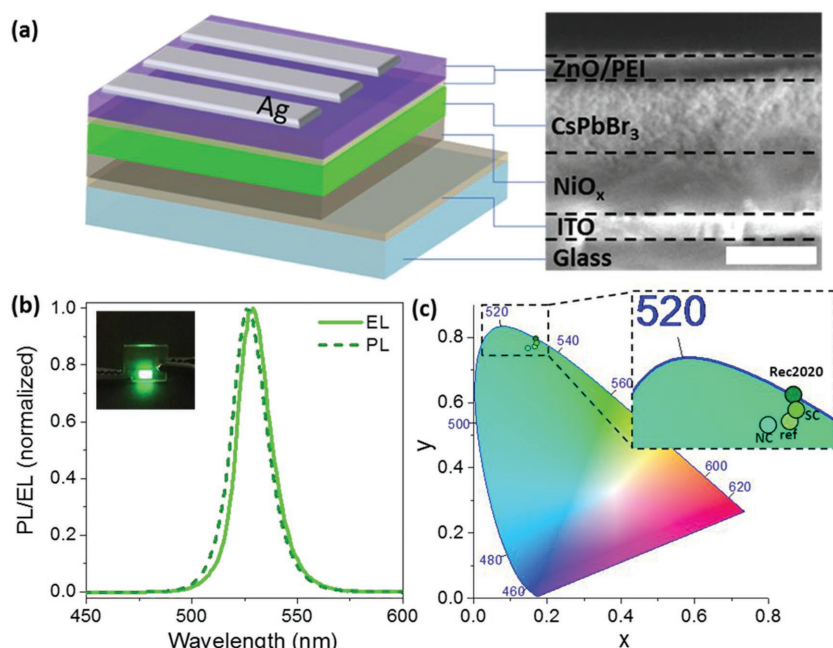 (a)
Ag
ZnO/PEI
CsPbBr₃
NiOₓ
ITO
Glass
(b)
1.0
0.8
0.6
0.4
0.2
0.0
PL/EL (normalized)
EL
PL
450 500 550 600
Wavelength (nm)
(c)
0.8
0.6
0.4
0.2
0.0
y
520
540
560
500
600
620
480
460
520
Rec2020
SC
ref
NC
0.0 0.2 0.4 0.6 0.8
x